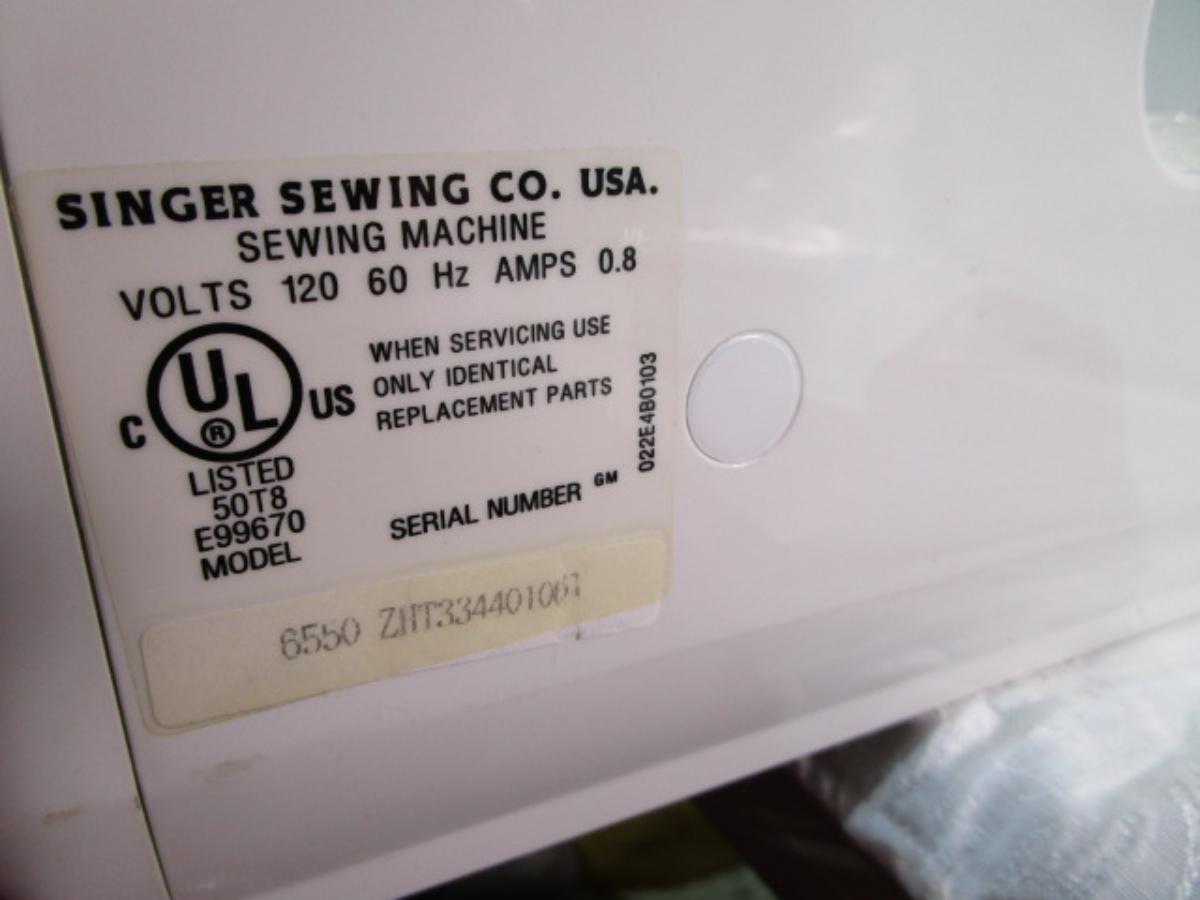 SINGER SEWING CO. USA.
SEWING MACHINE
VOLTS 120 60 Hz AMPS 0.8
C UL ® US
WHEN SERVICING USE
ONLY IDENTICAL
REPLACEMENT PARTS
022E4B0103
LISTED
50T8
E99670
MODEL
SERIAL NUMBER GM
6550 ZHT334401067